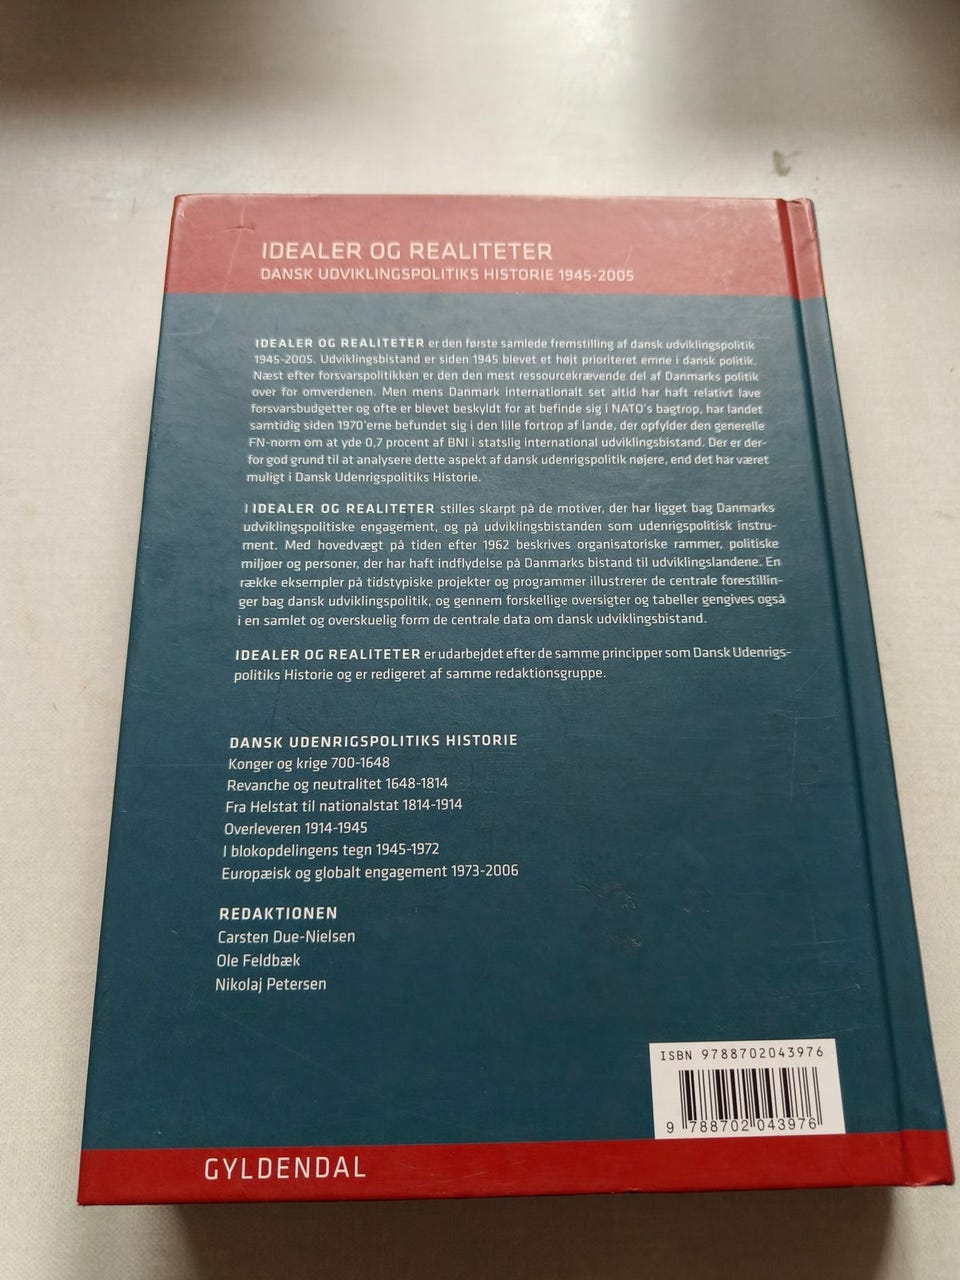 IDEALER OG REALITETER
DANSK UDVIKLINGSPOLITIKS HISTORIE 1945-2005
IDEALER OG REALITETER er den første samlede fremstilling af dansk udviklingspolitik
1945-2005. Udviklingsbistand er siden 1945 blevet et højt prioriteret emne i dansk politik.
Næst efter forsvarspolitikken er den den mest ressourcekrævende del af Danmarks politik
over for omverdenen. Men mens Danmark internationalt set altid har haft relativt lave
forsvarsbudgetter og ofte er blevet beskyldt for at befinde sig i NATO's bagtrop, har landet
samtidig siden 1970'erne befundet sig i den lille fortrop af lande, der opfylder den generelle
FN-norm om at yde 0,7 procent af BNI i statslig international udviklingsbistand. Der er der-
for god grund til at analysere dette aspekt af dansk udenrigspolitik nøjere, end det har været
muligt i Dansk Udenrigspolitiks Historie.
I IDEALER OG REALITETER stilles skarpt på de motiver, der har ligget bag Danmarks
udviklingspolitiske engagement, og på udviklingsbistanden som udenrigspolitisk instru-
ment. Med hovedvægt på tiden efter 1962 beskrives organisatoriske rammer, politiske
miljøer og personer, der har haft indflydelse på Danmarks bistand til udviklingslandene. En
række eksempler på tidstypiske projekter og programmer illustrerer de centrale forestillin-
ger bag dansk udviklingspolitik, og gennem forskellige oversigter og tabeller gengives også
i en samlet og overskuelig form de centrale data om dansk udviklingsbistand.
IDEALER OG REALITETER er udarbejdet efter de samme principper som Dansk Udenrigs-
politiks Historie og er redigeret af samme redaktionsgruppe.
DANSK UDENRIGSPOLITIKS HISTORIE
Konger og krige 700-1648
Revanche og neutralitet 1648-1814
Fra Helstat til nationalstat 1814-1914
Overleveren 1914-1945
I blokopdelingens tegn 1945-1972
Europæisk og globalt engagement 1973-2006
REDAKTIONEN
Carsten Due-Nielsen
Ole Feldbæk
Nikolaj Petersen
ISBN 9788702043976
9 788702 043976
GYLDENDAL